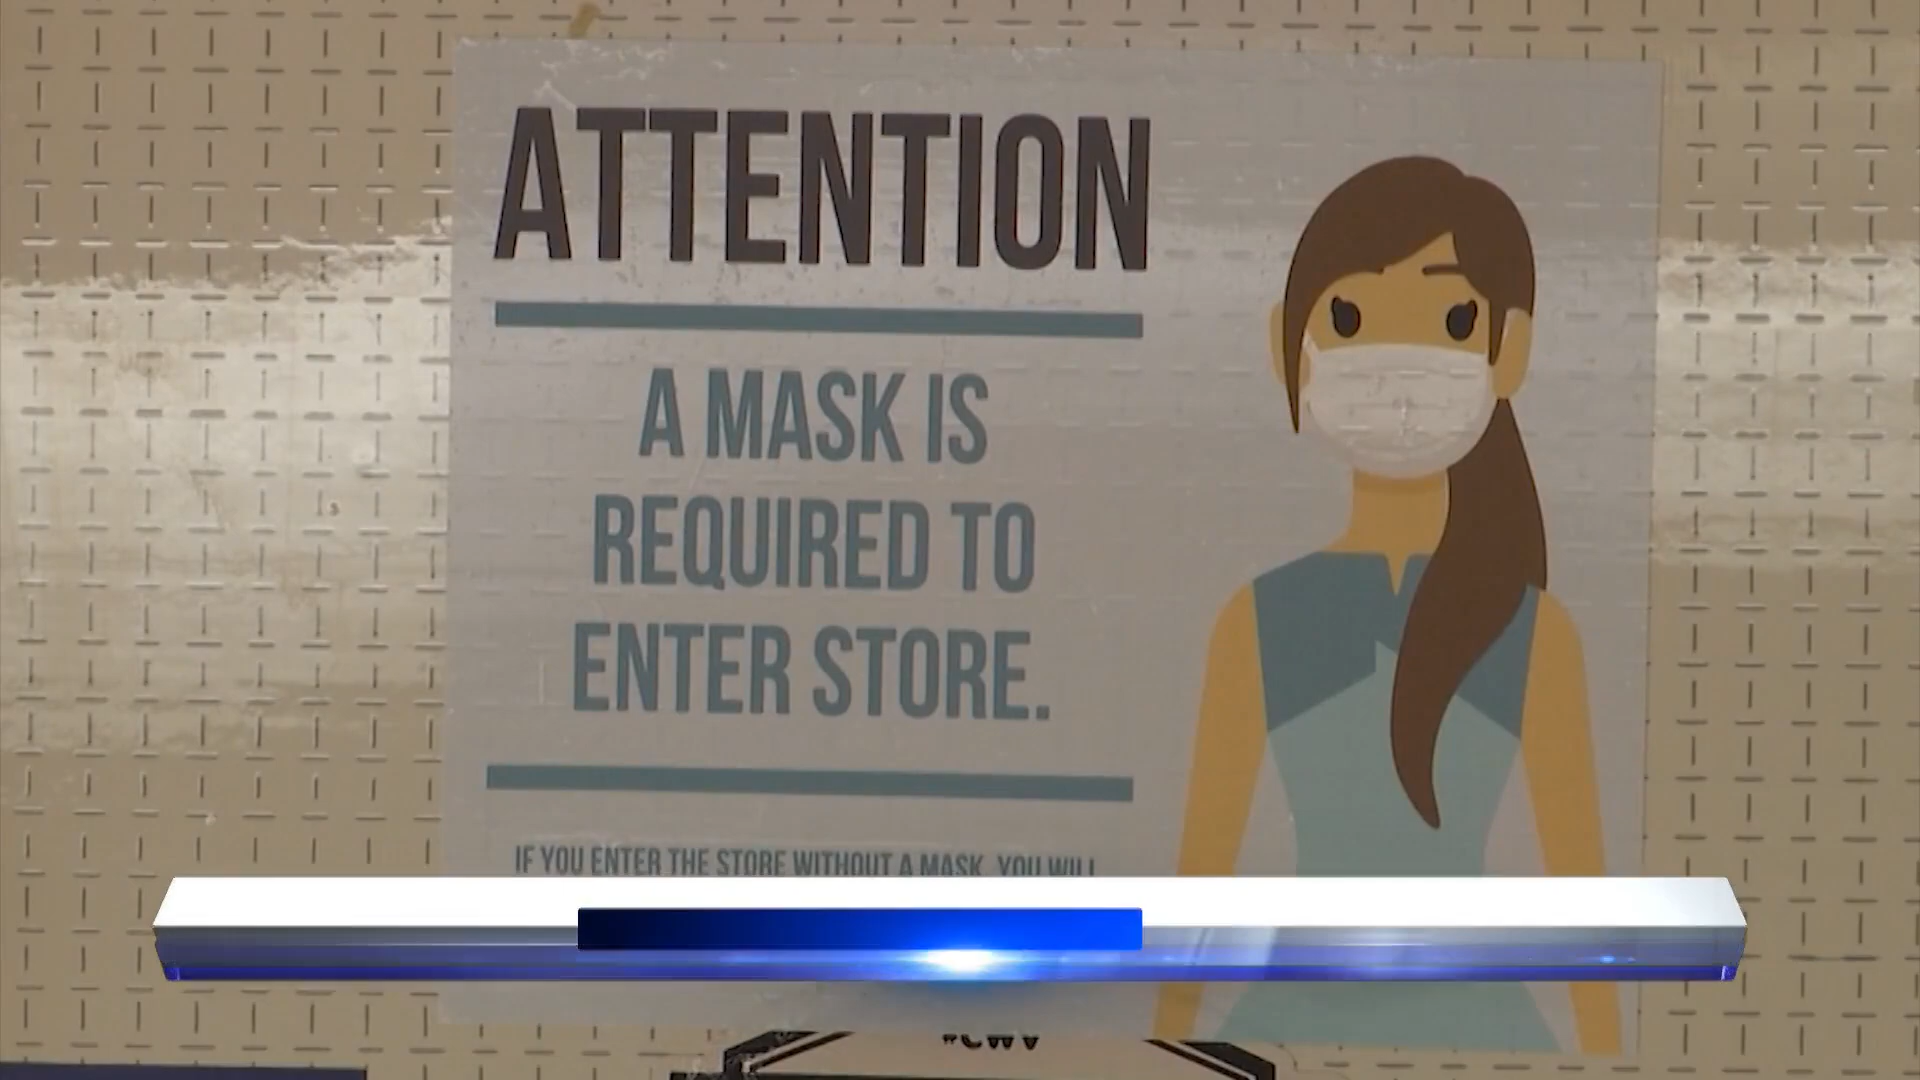 ATTENTION
A MASK IS
REQUIRED TO
ENTER STORE.
IF YOU ENTER THE STORE WITHOUT A MASK, YOU WILL